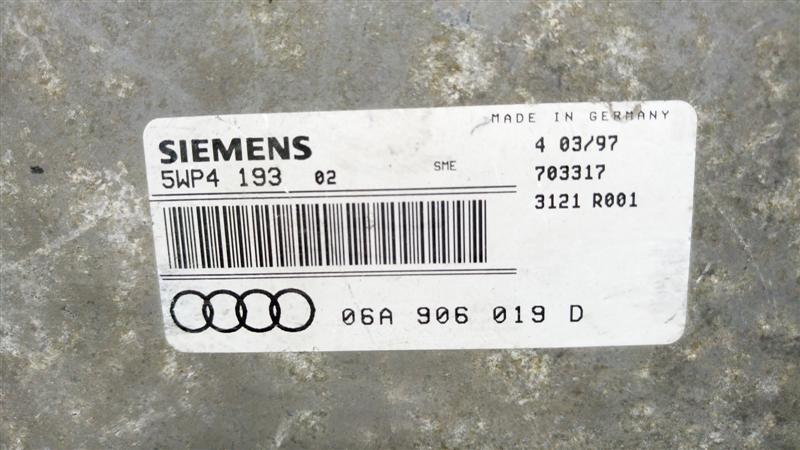 MADE IN GERMANY
SIEMENS
5WP4 193 02
SME
4 03/97
703317
3121 R001
06A 906 019 D